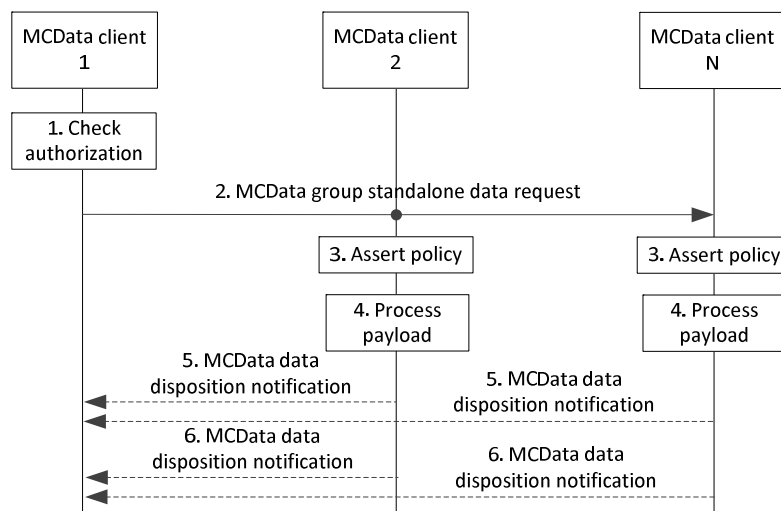 MCData client
1
MCData client
2
MCData client
N
1. Check
authorization
2. MCData group standalone data request
3. Assert policy
3. Assert policy
4. Process
payload
4. Process
payload
5. MCData data
disposition notification
5. MCData data
disposition notification
6. MCData data
disposition notification
6. MCData data
disposition notification